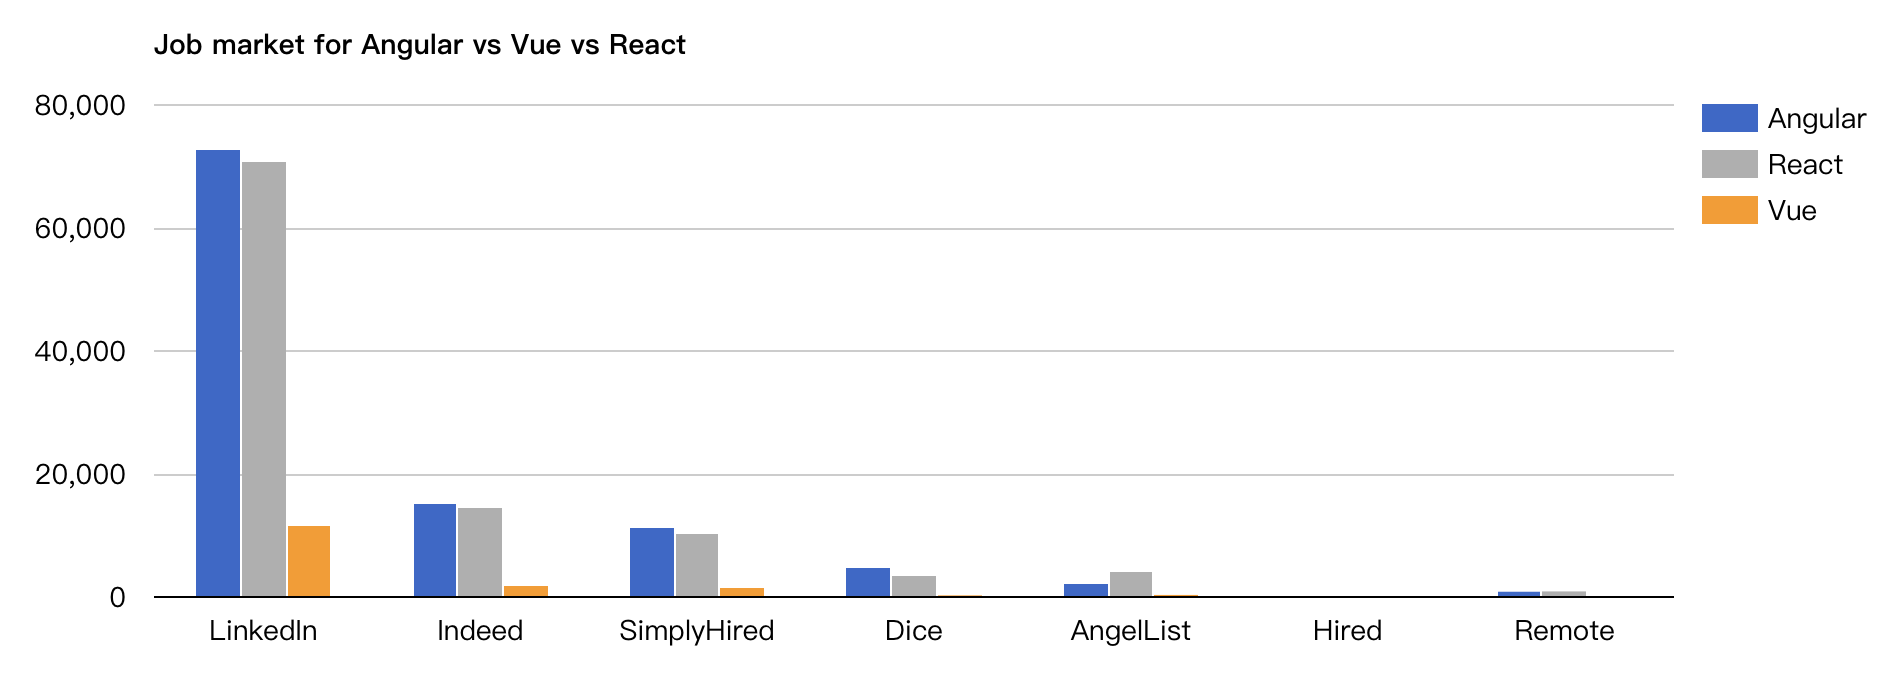 Job market for Angular vs Vue vs React
80,000
60,000
40,000
20,000
0
LinkedIn
Indeed
SimplyHired
Dice
AngelList
Hired
Remote
Angular
React
Vue